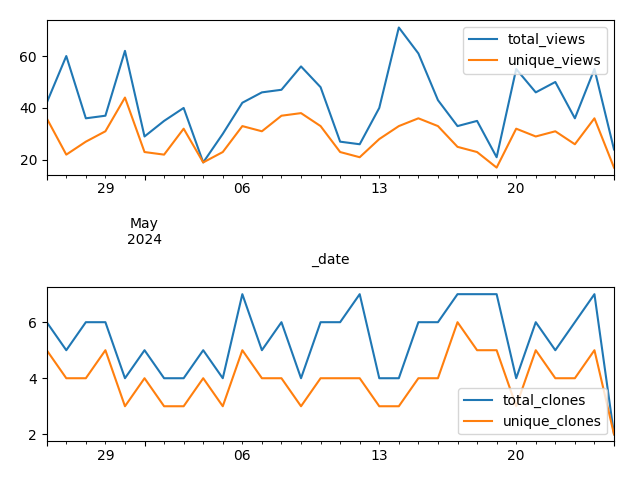 total_views
unique_views
60
40
20
29
06
13
20
May
2024
_date
6
4
2
total_clones
unique_clones
29
06
13
20